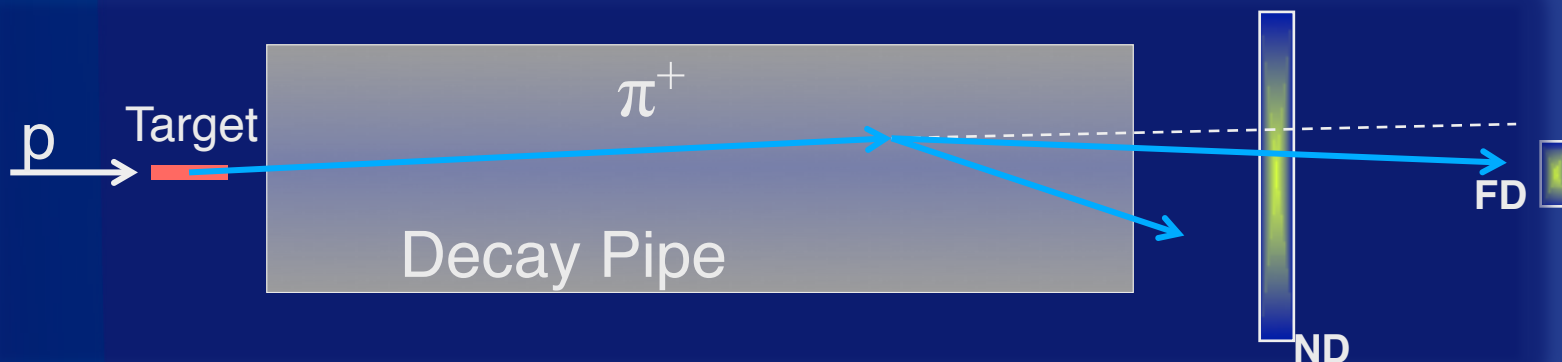 p
Target
π⁺
Decay Pipe
FD
ND